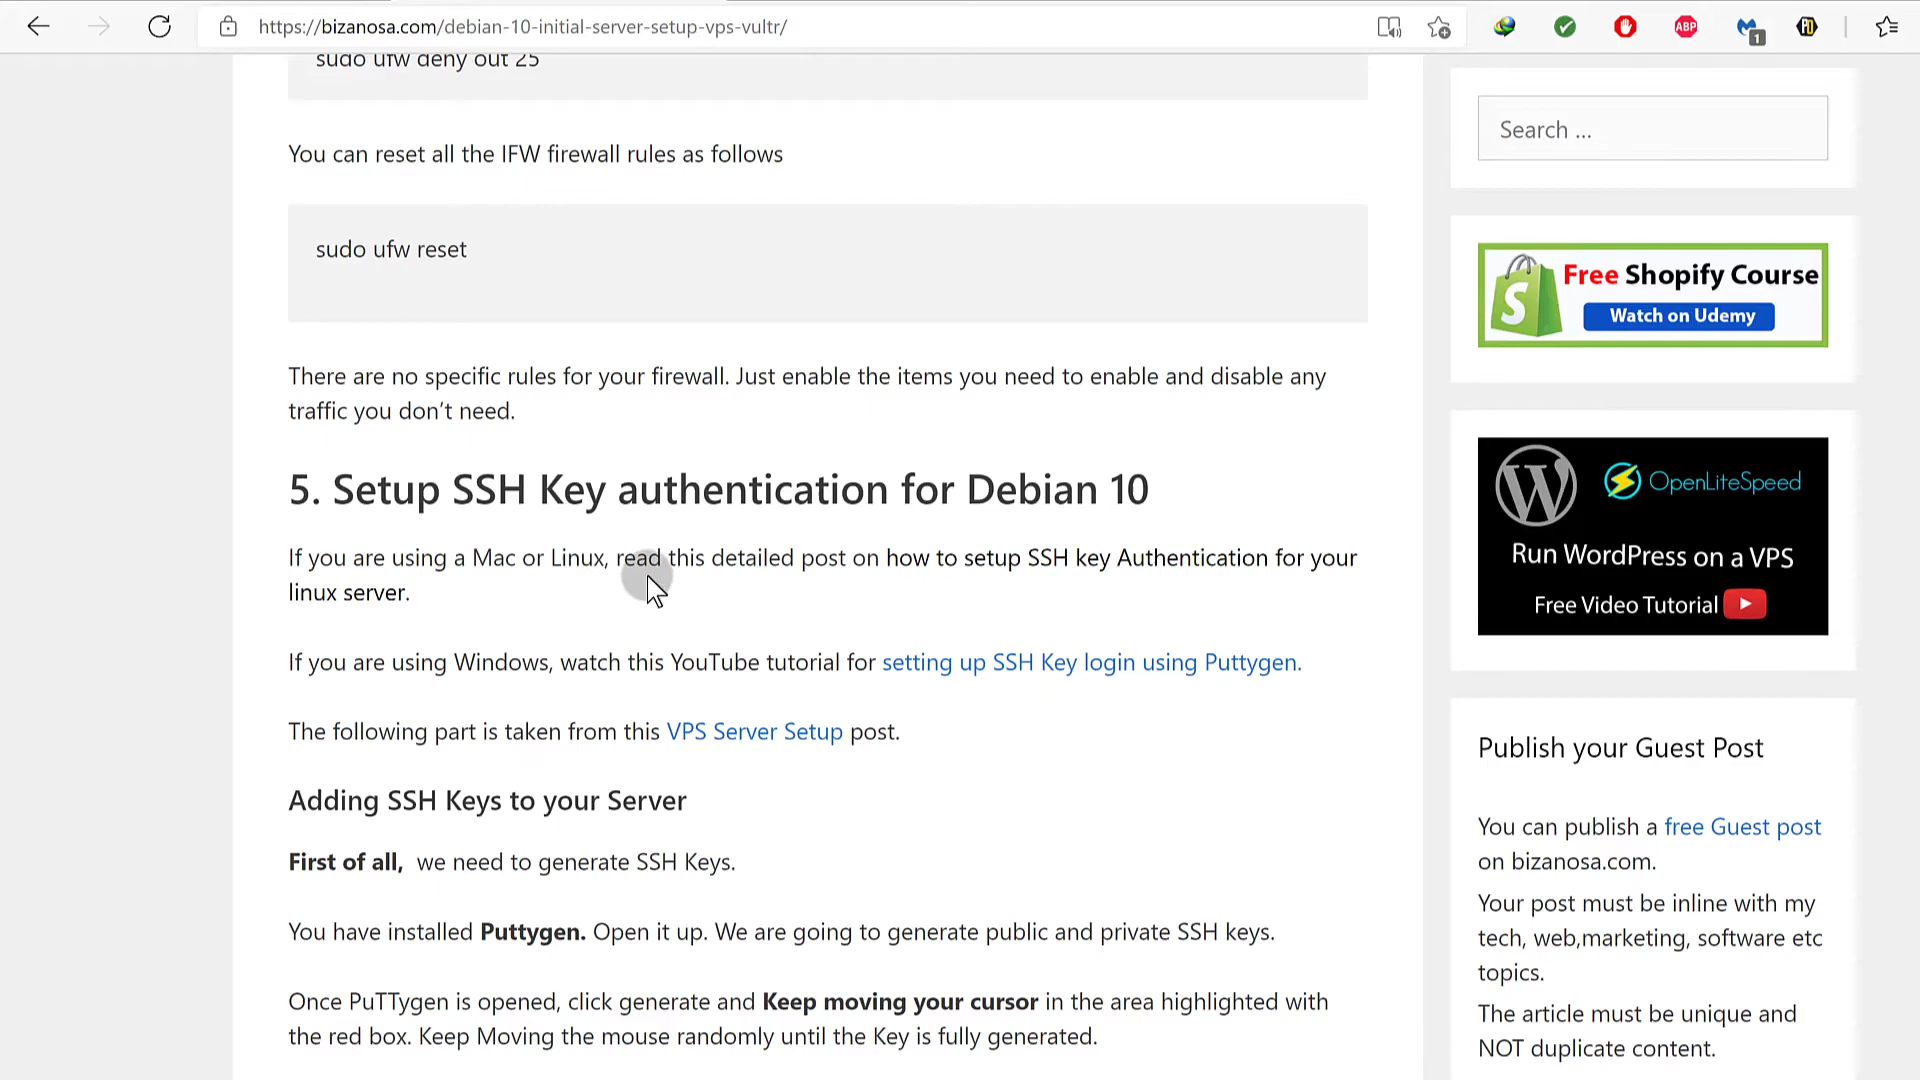 https://bizanosa.com/debian-10-initial-server-setup-vps-vultr/
ABP
1
sudo ufw deny out 25
You can reset all the IFW firewall rules as follows
sudo ufw reset
There are no specific rules for your firewall. Just enable the items you need to enable and disable any
traffic you don’t need.
5. Setup SSH Key authentication for Debian 10
If you are using a Mac or Linux, read this detailed post on how to setup SSH key Authentication for your
linux server.
If you are using Windows, watch this YouTube tutorial for setting up SSH Key login using Puttygen.
The following part is taken from this VPS Server Setup post.
Adding SSH Keys to your Server
First of all, we need to generate SSH Keys.
You have installed Puttygen. Open it up. We are going to generate public and private SSH keys.
Once PuTTygen is opened, click generate and Keep moving your cursor in the area highlighted with
the red box. Keep Moving the mouse randomly until the Key is fully generated.
Search ...
Free Shopify Course
Watch on Udemy
OpenLiteSpeed
Run WordPress on a VPS
Free Video Tutorial
Publish your Guest Post
You can publish a free Guest post
on bizanosa.com.
Your post must be inline with my
tech, web,marketing, software etc
topics.
The article must be unique and
NOT duplicate content.